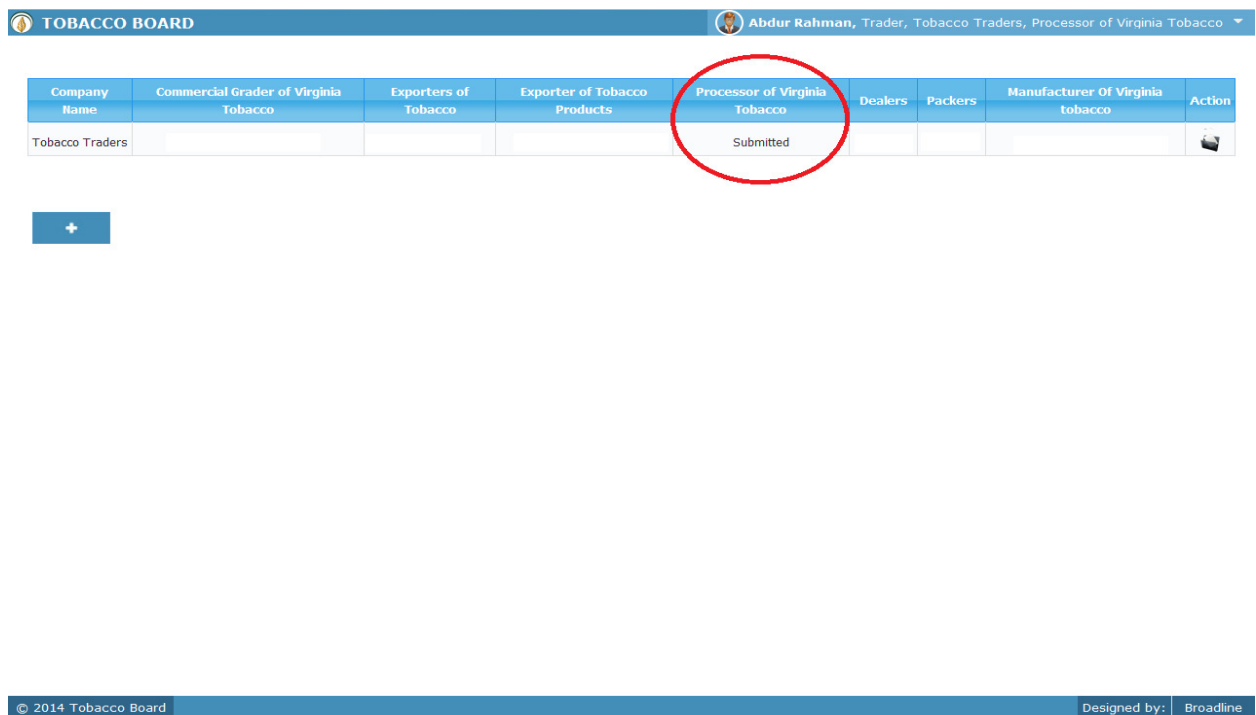 TOBACCO BOARD
Abdur Rahman, Trader, Tobacco Traders, Processor of Virginia Tobacco
Company Name
Commercial Grader of Virginia Tobacco
Exporters of Tobacco
Exporter of Tobacco Products
Processor of Virginia Tobacco
Dealers
Packers
Manufacturer Of Virginia tobacco
Action
Tobacco Traders
Submitted
+
© 2014 Tobacco Board
Designed by: Broadline